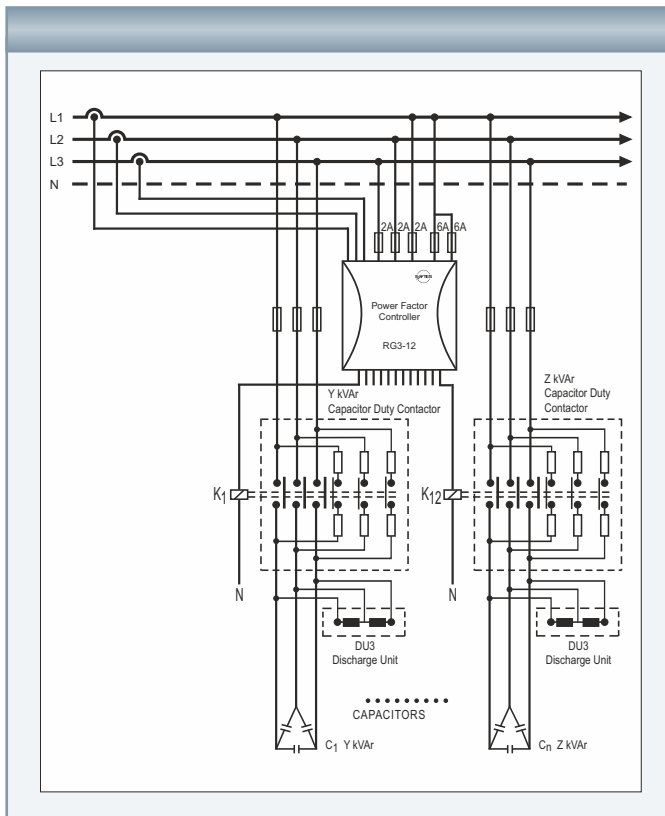 L1
L2
L3
N
2A 2A 2A 6A 6A
Power Factor
Controller
RG3-12
Y kVAr
Capacitor Duty Contactor
Z kVAr
Capacitor Duty
Contactor
K1
K12
N
N
DU3
Discharge Unit
DU3
Discharge Unit
CAPACITORS
C1 Y kVAr
Cn Z kVAr